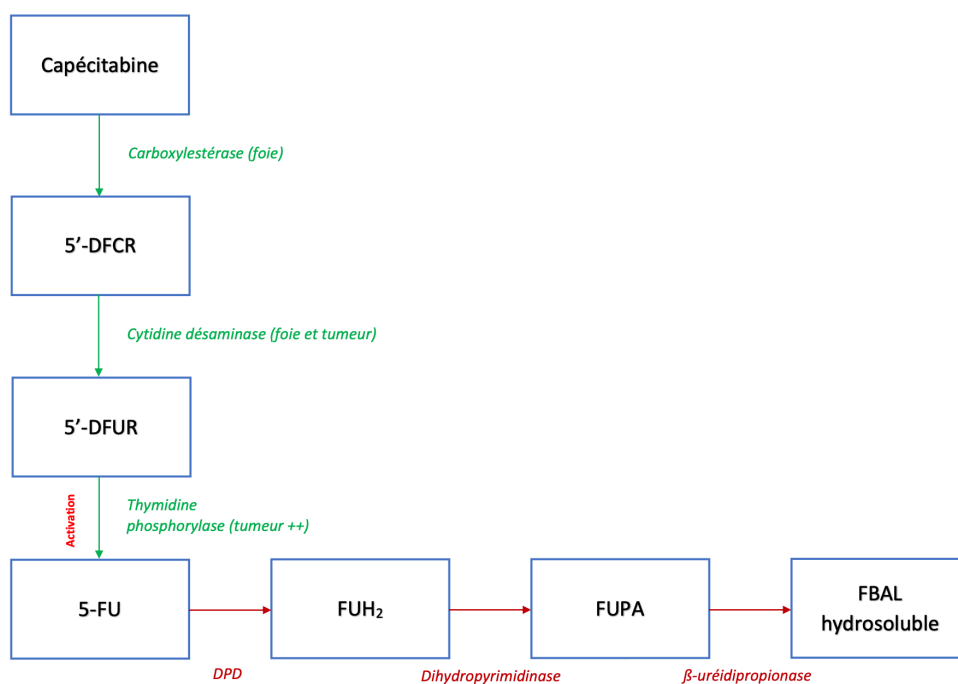 Capécitabine
Carboxylestérase (foie)
5’-DFCR
Cytidine désaminase (foie et tumeur)
5’-DFUR
Activation
Thymidine
phosphorylase (tumeur ++)
5-FU
FUH₂
FUPA
FBAL
hydrosoluble
DPD
Dihydropyrimidinase
ß-uréidipropionase